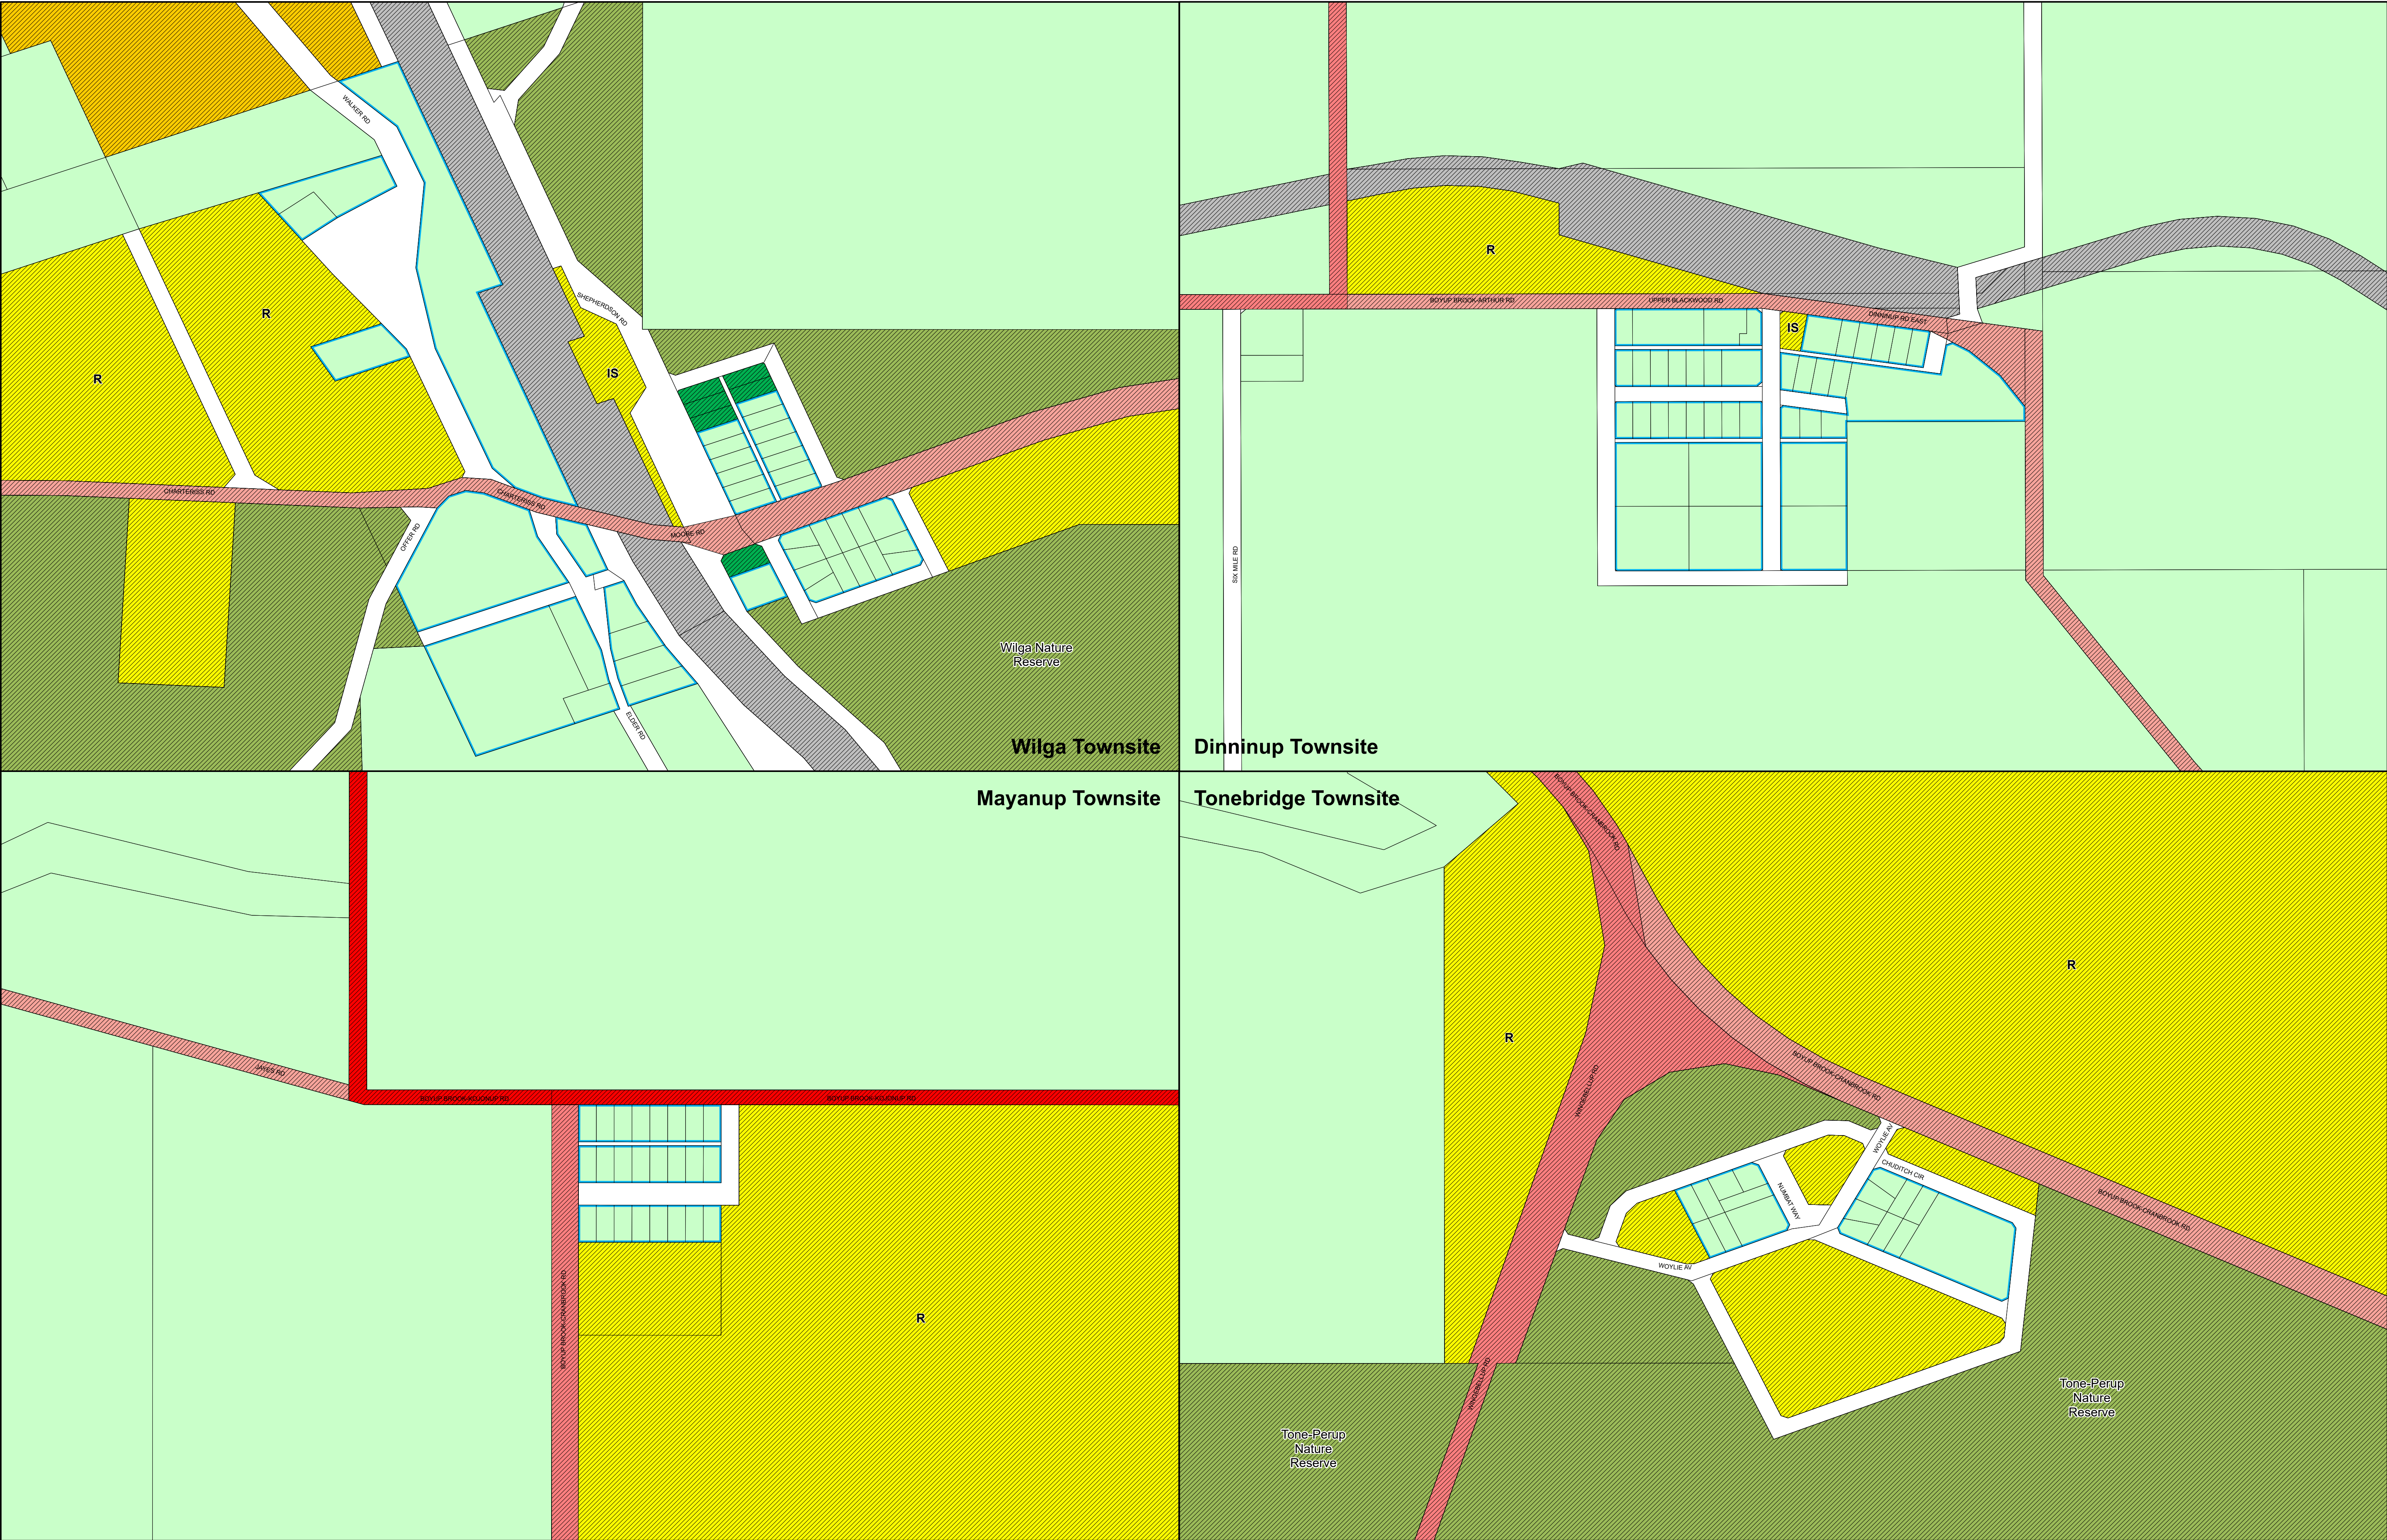 WALKER RD
R
SHEPHERDSON RD
R
IS
CHARTERISS RD
CHARTERISS RD
OFFER RD
MOORE RD
Wilga Nature
Reserve
ELDER RD
Wilga Townsite
R
BOYUP BROOK-ARTHUR RD
UPPER BLACKWOOD RD
IS
DINNINUP RD EAST
SIX MILE RD
Dinninup Townsite
Mayanup Townsite
JAYES RD
BOYUP BROOK-KOJONUP RD
BOYUP BROOK-KOJONUP RD
BOYUP BROOK-CRANBROOK RD
R
Tonebridge Townsite
BOYUP BROOK-CRANBROOK RD
R
R
BOYUP BROOK-CRANBROOK RD
WINGEBELLUP RD
WOYLIE AV
CHUDITCH CIR
NUMBAT WAY
BOYUP BROOK-CRANBROOK RD
WOYLIE AV
WINGEBELLUP RD
Tone-Perup
Nature
Reserve
Tone-Perup
Nature
Reserve